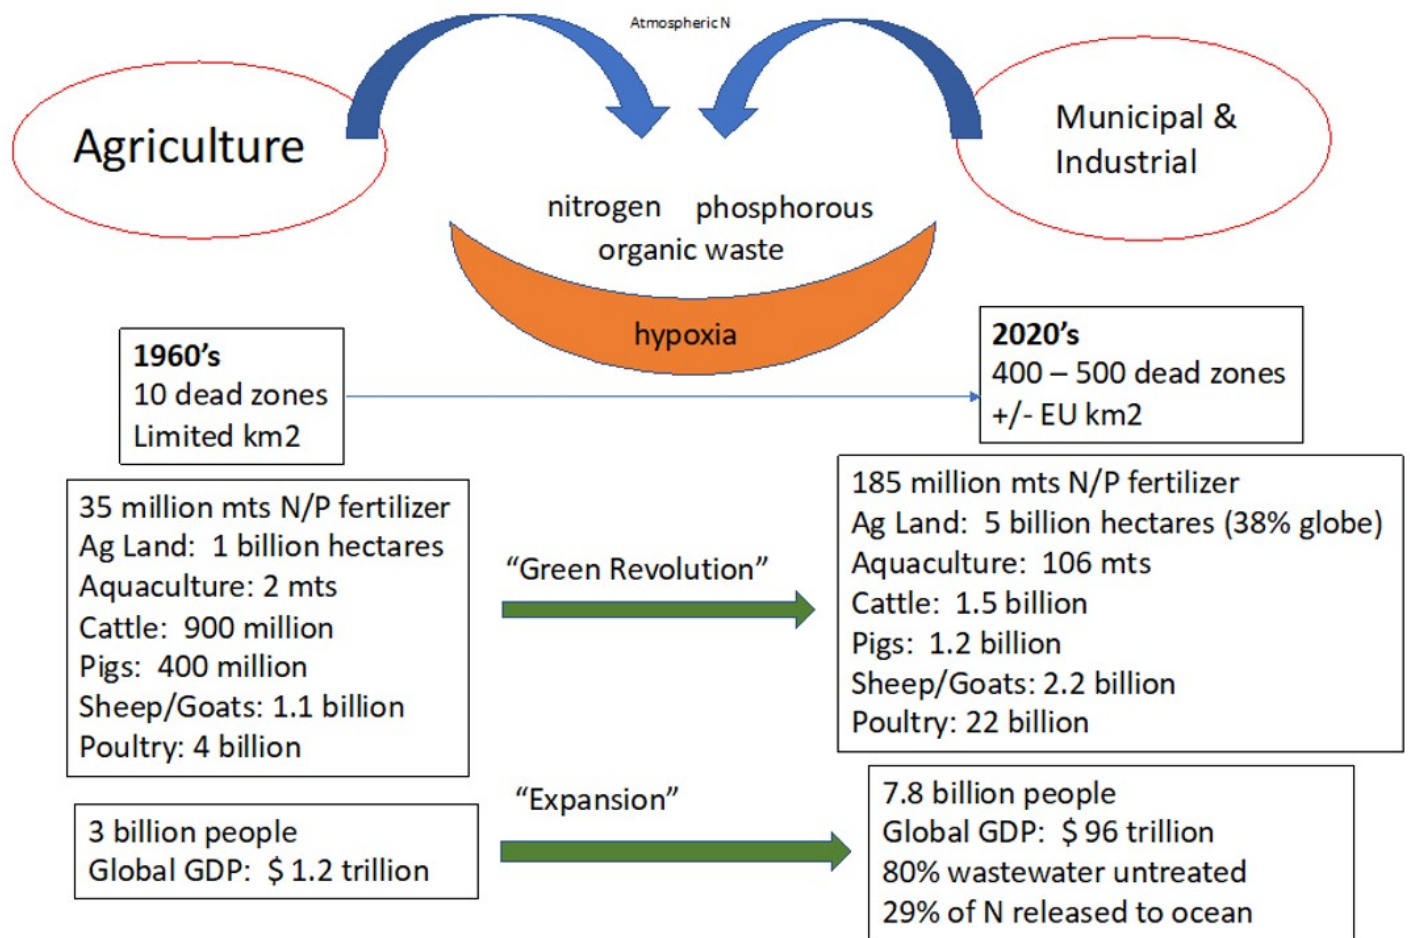 Atmospheric N
Agriculture
Municipal &
Industrial
nitrogen phosphorous
organic waste
hypoxia
1960’s
10 dead zones
Limited km2
2020’s
400 – 500 dead zones
+/- EU km2
35 million mts N/P fertilizer
Ag Land: 1 billion hectares
Aquaculture: 2 mts
Cattle: 900 million
Pigs: 400 million
Sheep/Goats: 1.1 billion
Poultry: 4 billion
“Green Revolution”
185 million mts N/P fertilizer
Ag Land: 5 billion hectares (38% globe)
Aquaculture: 106 mts
Cattle: 1.5 billion
Pigs: 1.2 billion
Sheep/Goats: 2.2 billion
Poultry: 22 billion
3 billion people
Global GDP: $ 1.2 trillion
“Expansion”
7.8 billion people
Global GDP: $ 96 trillion
80% wastewater untreated
29% of N released to ocean